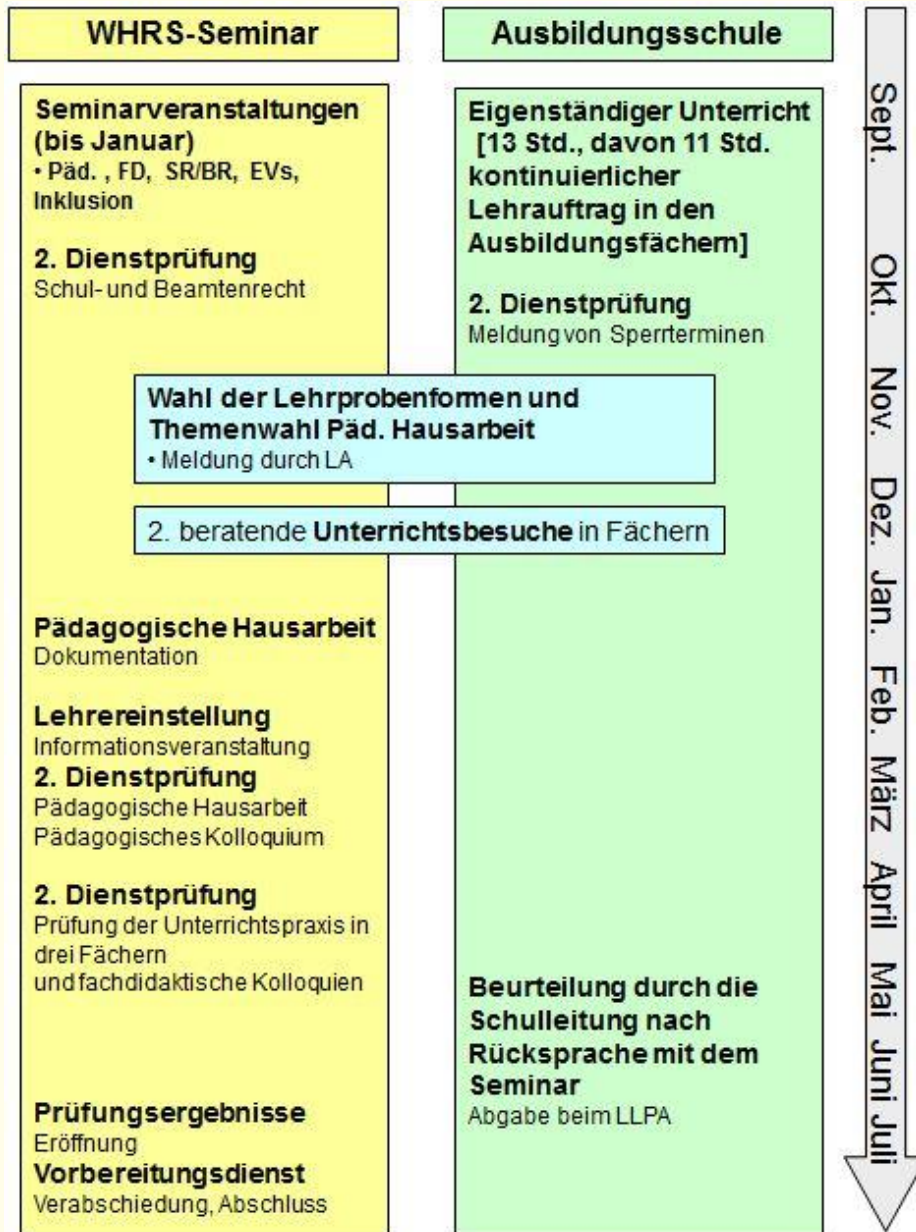 WHRS-Seminar
Seminarveranstaltungen
(bis Januar)
• Päd. , FD, SR/BR, EVs,
Inklusion
2. Dienstprüfung
Schul- und Beamtenrecht
Ausbildungsschule
Eigenständiger Unterricht
[13 Std., davon 11 Std.
kontinuierlicher
Lehrauftrag in den
Ausbildungsfächern]
2. Dienstprüfung
Meldung von Sperrterminen
Wahl der Lehrprobenformen und
Themenwahl Päd. Hausarbeit
• Meldung durch LA
2. beratende Unterrichtsbesuche in Fächern
Pädagogische Hausarbeit
Dokumentation
Lehrereinstellung
Informationsveranstaltung
2. Dienstprüfung
Pädagogische Hausarbeit
Pädagogisches Kolloquium
2. Dienstprüfung
Prüfung der Unterrichtspraxis in
drei Fächern
und fachdidaktische Kolloquien
Prüfungsergebnisse
Eröffnung
Vorbereitungsdienst
Verabschiedung, Abschluss
Beurteilung durch die
Schulleitung nach
Rücksprache mit dem
Seminar
Abgabe beim LLPA
Sept. Okt. Nov. Dez. Jan. Feb. März April Mai Juni Juli